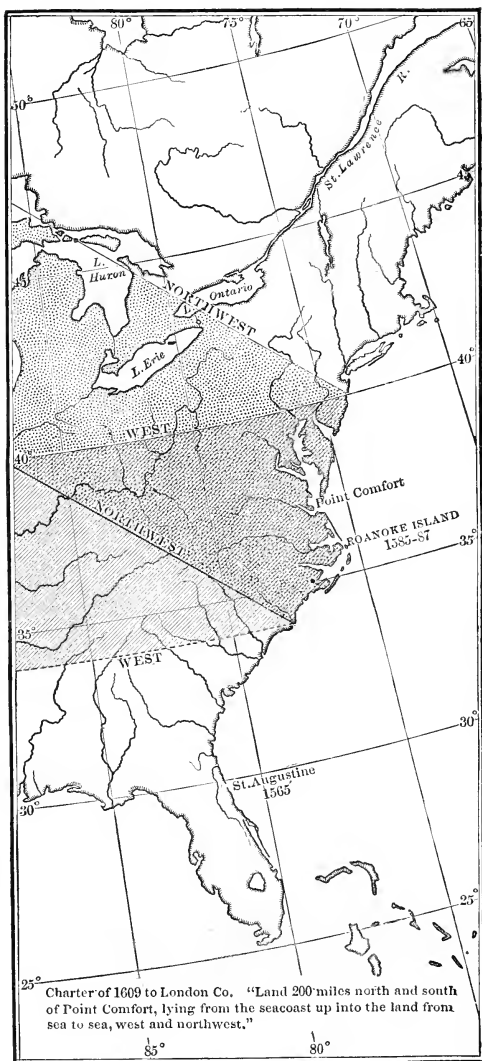 80°
75°
70°
65
50°
R.
St. Lawrence
45
L.
Huron
45°
Ontario
NORTHWEST
L. Erie
40°
WEST
40°
Point Comfort
NORTHWEST
ROANOKE ISLAND
1585-87
35°
35°
WEST
30°
St. Augustine
1565
30°
25°
25°
Charter of 1609 to London Co. "Land 200 miles north and south
of Point Comfort, lying from the seacoast up into the land from
sea to sea, west and northwest."
85°
80°